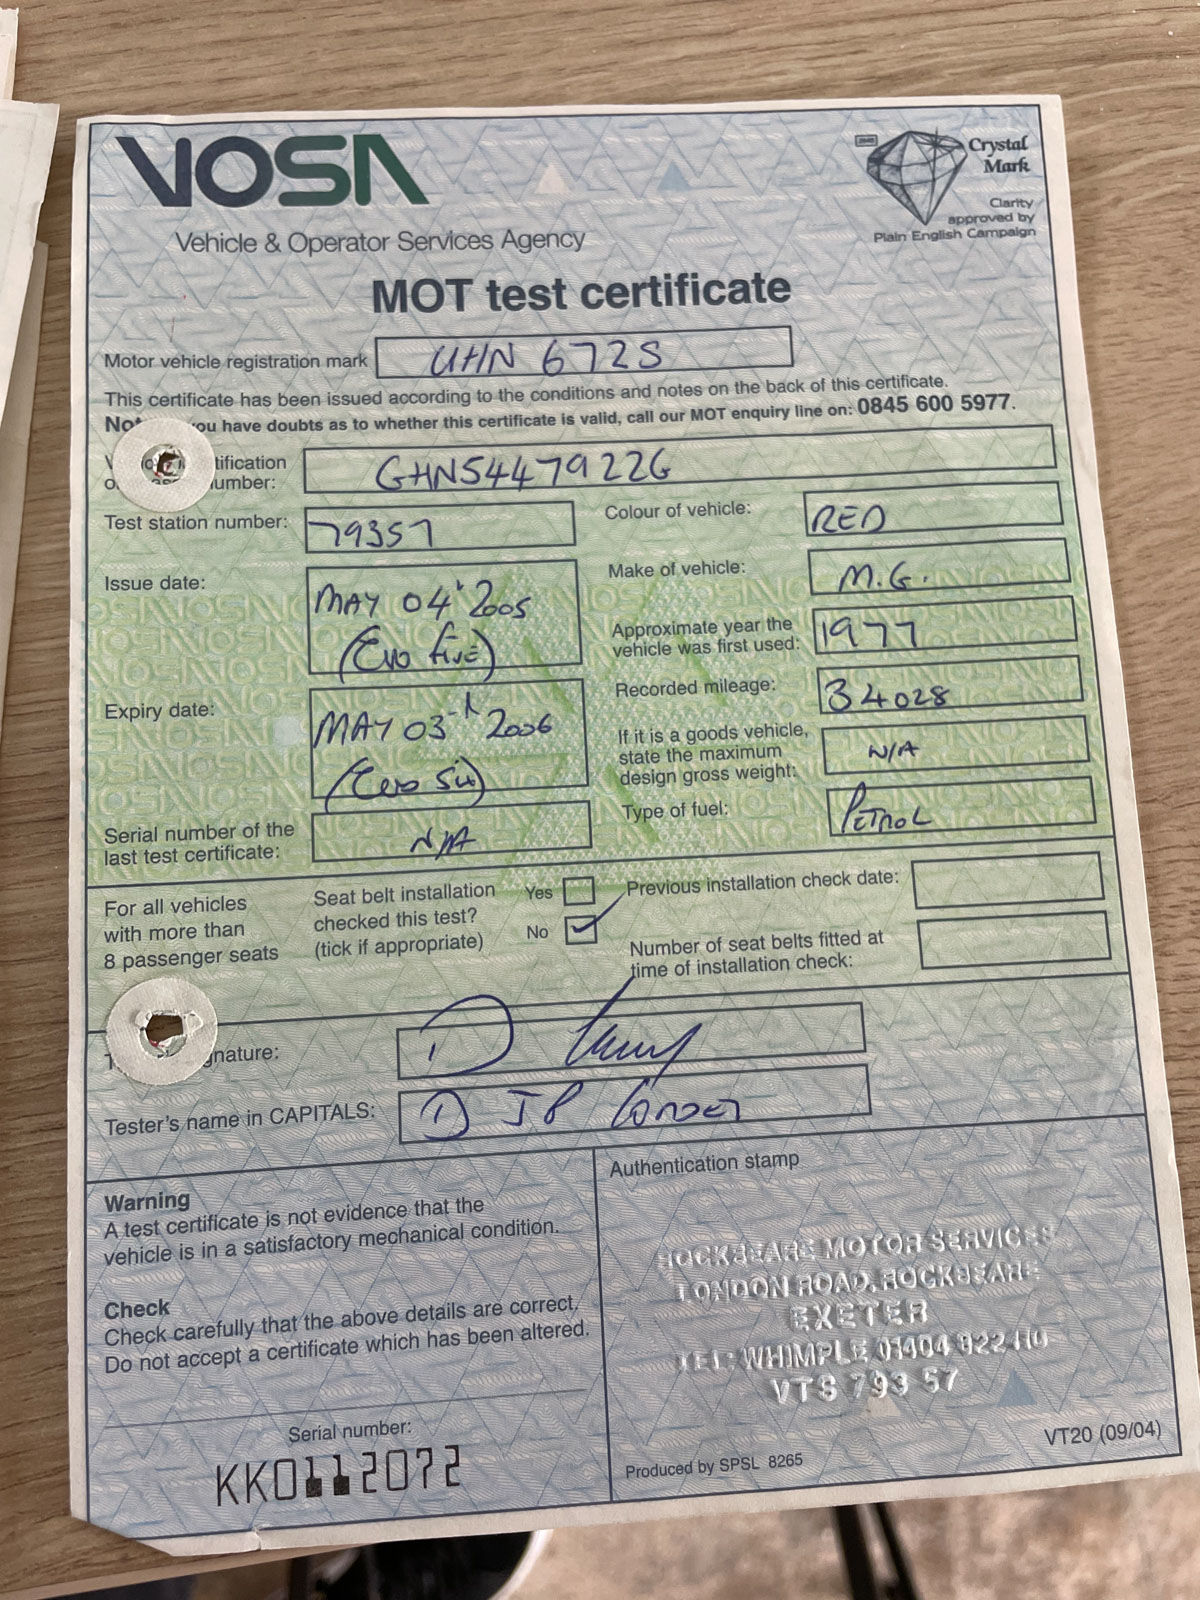 VOSA
Vehicle & Operator Services Agency
Crystal
Mark
Clarity
approved by
Plain English Campaign
MOT test certificate
Motor vehicle registration mark UHN 672S
This certificate has been issued according to the conditions and notes on the back of this certificate.
you have doubts as to whether this certificate is valid, call our MOT enquiry line on: 0845 600 5977.
GHN5447922G
Test station number: 79357
Colour of vehicle: RED
Issue date: MAY 04 2005
(Zero Five)
Make of vehicle: M.G.
Approximate year the
vehicle was first used: 1977
Recorded mileage: 34028
Expiry date: MAY 03 2006
(Zero Six)
If it is a goods vehicle,
state the maximum
design gross weight: N/A
Type of fuel: PETROL
Serial number of the
last test certificate: N/A
For all vehicles
with more than
8 passenger seats
Seat belt installation
checked this test?
(tick if appropriate)
Yes
No
Previous installation check date:
Number of seat belts fitted at
time of installation check:
Tester's name in CAPITALS: D J P
Warning
A test certificate is not evidence that the
vehicle is in a satisfactory mechanical condition.
Check
Check carefully that the above details are correct.
Do not accept a certificate which has been altered.
Serial number:
KK0112072
Authentication stamp
ROCKBEARE MOTOR SERVICES
LONDON ROAD, ROCKBEARE
EXETER
TEL: WHIMPLE 01404
VTS 793 57
Produced by SPSL 8265
VT20 (09/04)